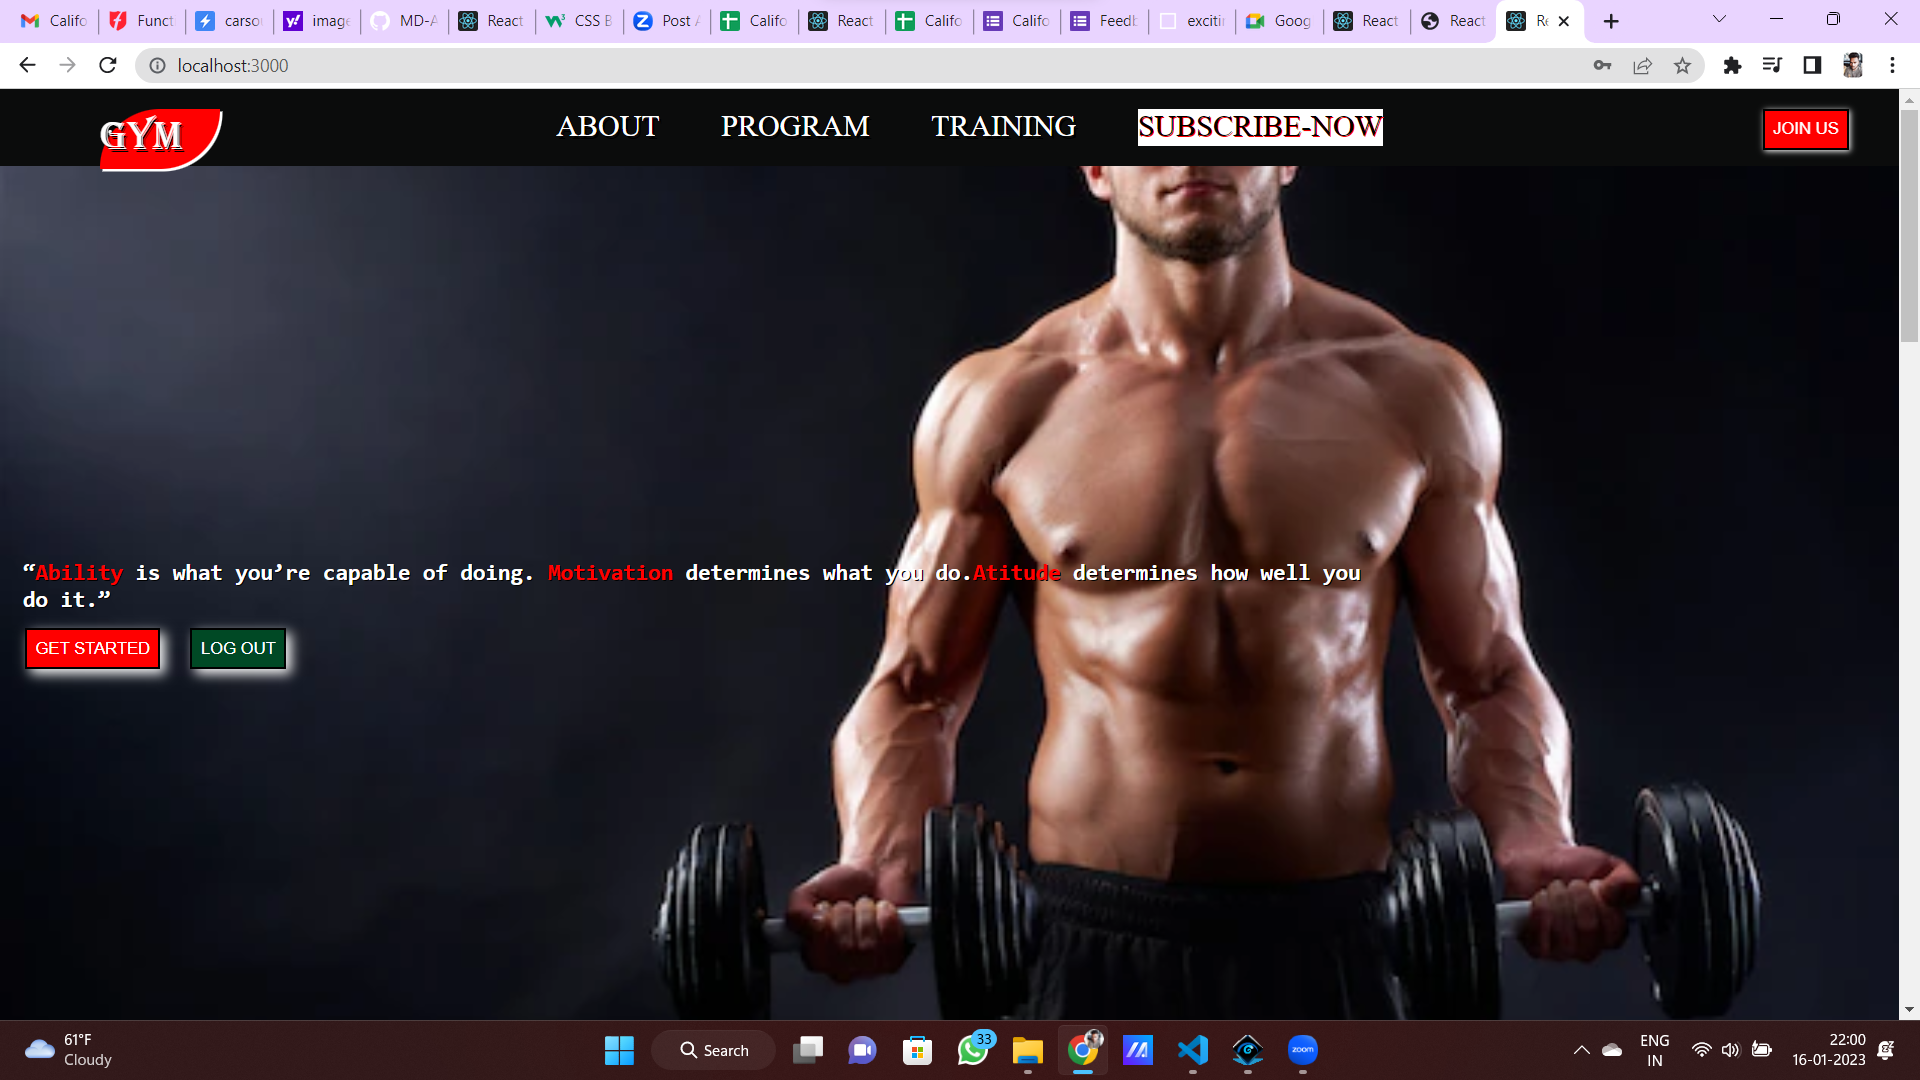 Califo
Funct
carso
image
MD-A
React
CSS B
Post A
Califo
React
Califo
Califo
Feedb
excitin
Goog
React
React
Re
localhost:3000
GYM
ABOUT
PROGRAM
TRAINING
SUBSCRIBE-NOW
JOIN US
“Ability is what you’re capable of doing. Motivation determines what you do.Atitude determines how well you
do it.”
GET STARTED
LOG OUT
61°F
Cloudy
Search
33
zoom
ENG
IN
22:00
16-01-2023